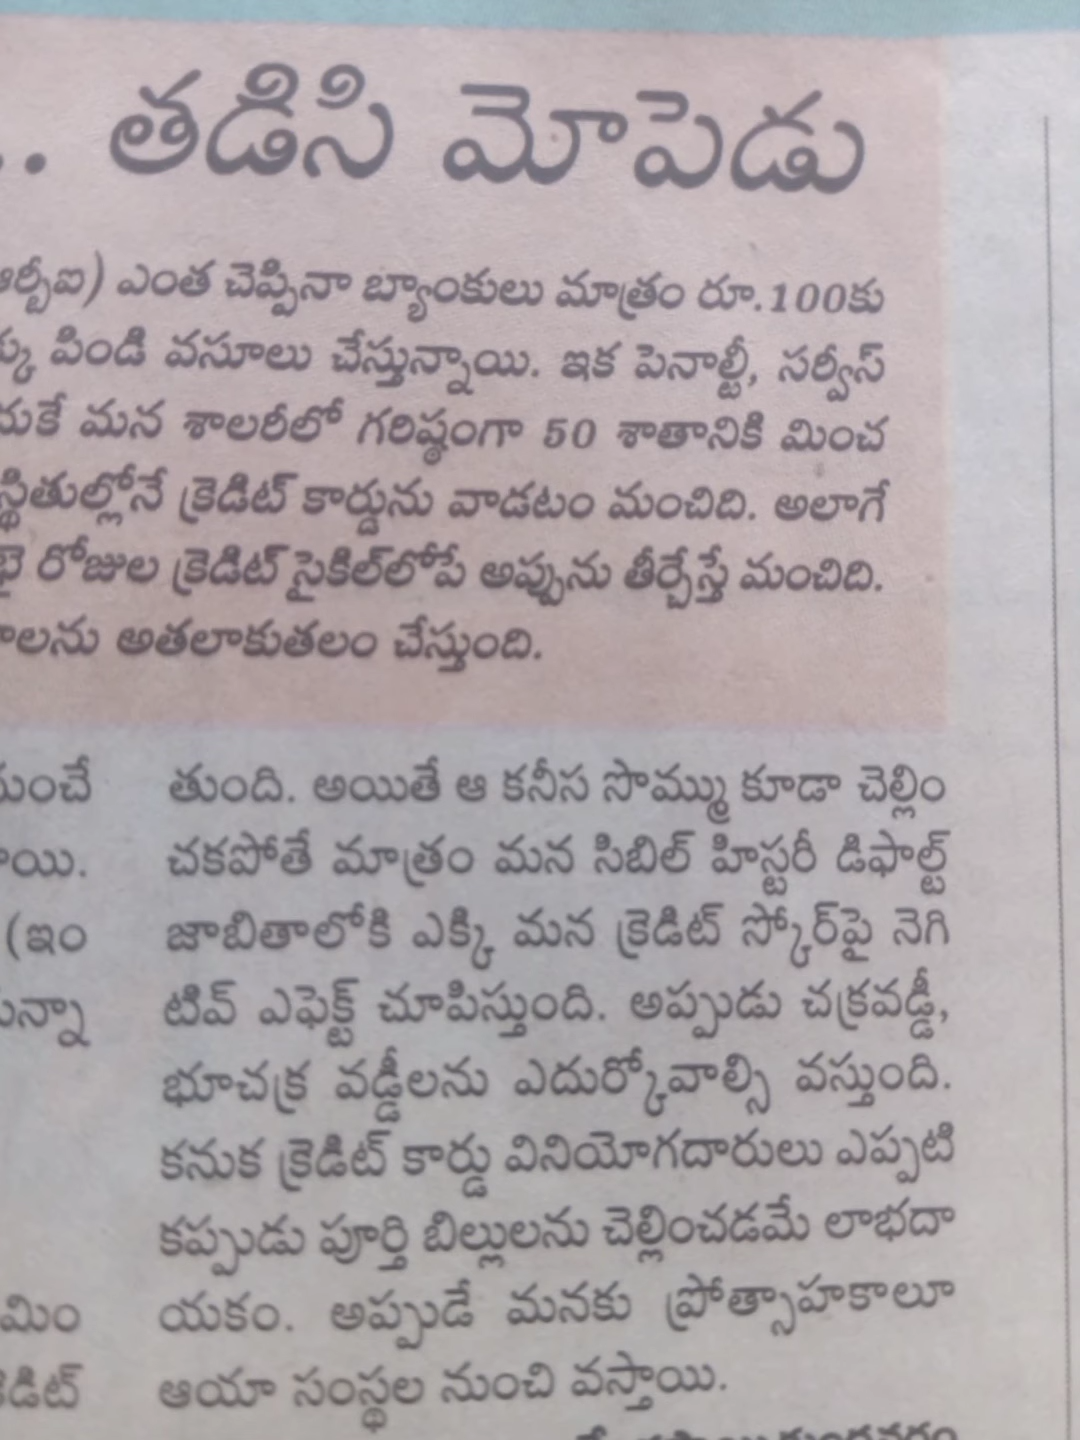 .. తడిసి మోపెడు
ఆర్బీఐ) ఎంత చెప్పినా బ్యాంకులు మాత్రం రూ.100కు
పిండి వసూలు చేస్తున్నాయి. ఇక పెనాల్టీ, సర్వీస్
మన శాలరీలో గరిష్ఠంగా 50 శాతానికి మించ
క్రెడిట్ కార్డును వాడటం మంచిది. అలాగే
రోజుల క్రెడిట్ సైకిల్‌లోపే అప్పును తీర్చేస్తే మంచిది.
అతలాకుతలం చేస్తుంది.
తుంది. అయితే ఆ కనీస సొమ్ము కూడా చెల్లిం
చకపోతే మాత్రం మన సిబిల్ హిస్టరీ డిఫాల్ట్
జాబితాలోకి ఎక్కి మన క్రెడిట్ స్కోర్‌పై నెగె
టివ్ ఎఫెక్ట్ చూపిస్తుంది. అప్పుడు చక్రవడ్డీ,
భూచక్ర వడ్డీలను ఎదుర్కోవాల్సి వస్తుంది.
కనుక క్రెడిట్ కార్డు వినియోగదారులు ఎప్పటి
కప్పుడు పూర్తి బిల్లులను చెల్లించడమే లాభదా
యకం. అప్పుడే మనకు ప్రోత్సాహకాలూ
ఆయా సంస్థల నుంచి వస్తాయి.